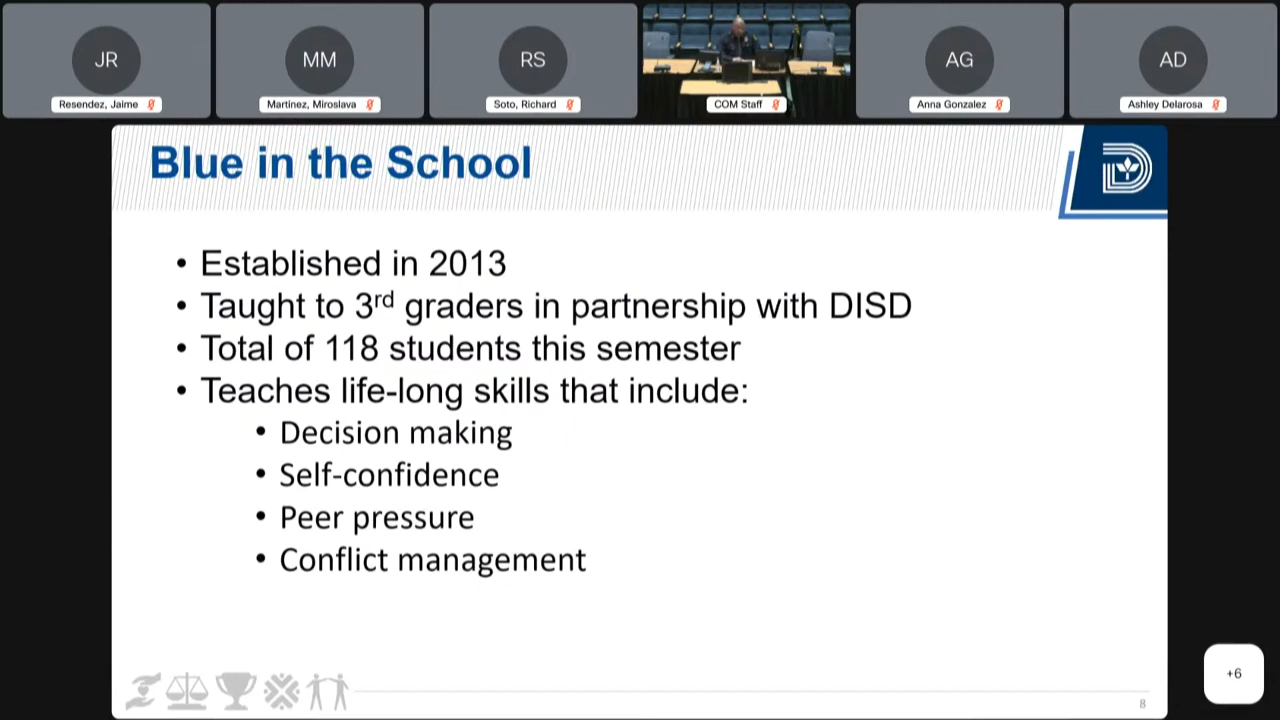 JR
MM
RS
AG
AD
Resendez, Jaime
Martinez, Miroslava
Soto, Richard
COM Staff
Anna Gonzalez
Ashley Delarosa
Blue in the School
• Established in 2013
• Taught to 3rd graders in partnership with DISD
• Total of 118 students this semester
• Teaches life-long skills that include:
• Decision making
• Self-confidence
• Peer pressure
• Conflict management
+6
8